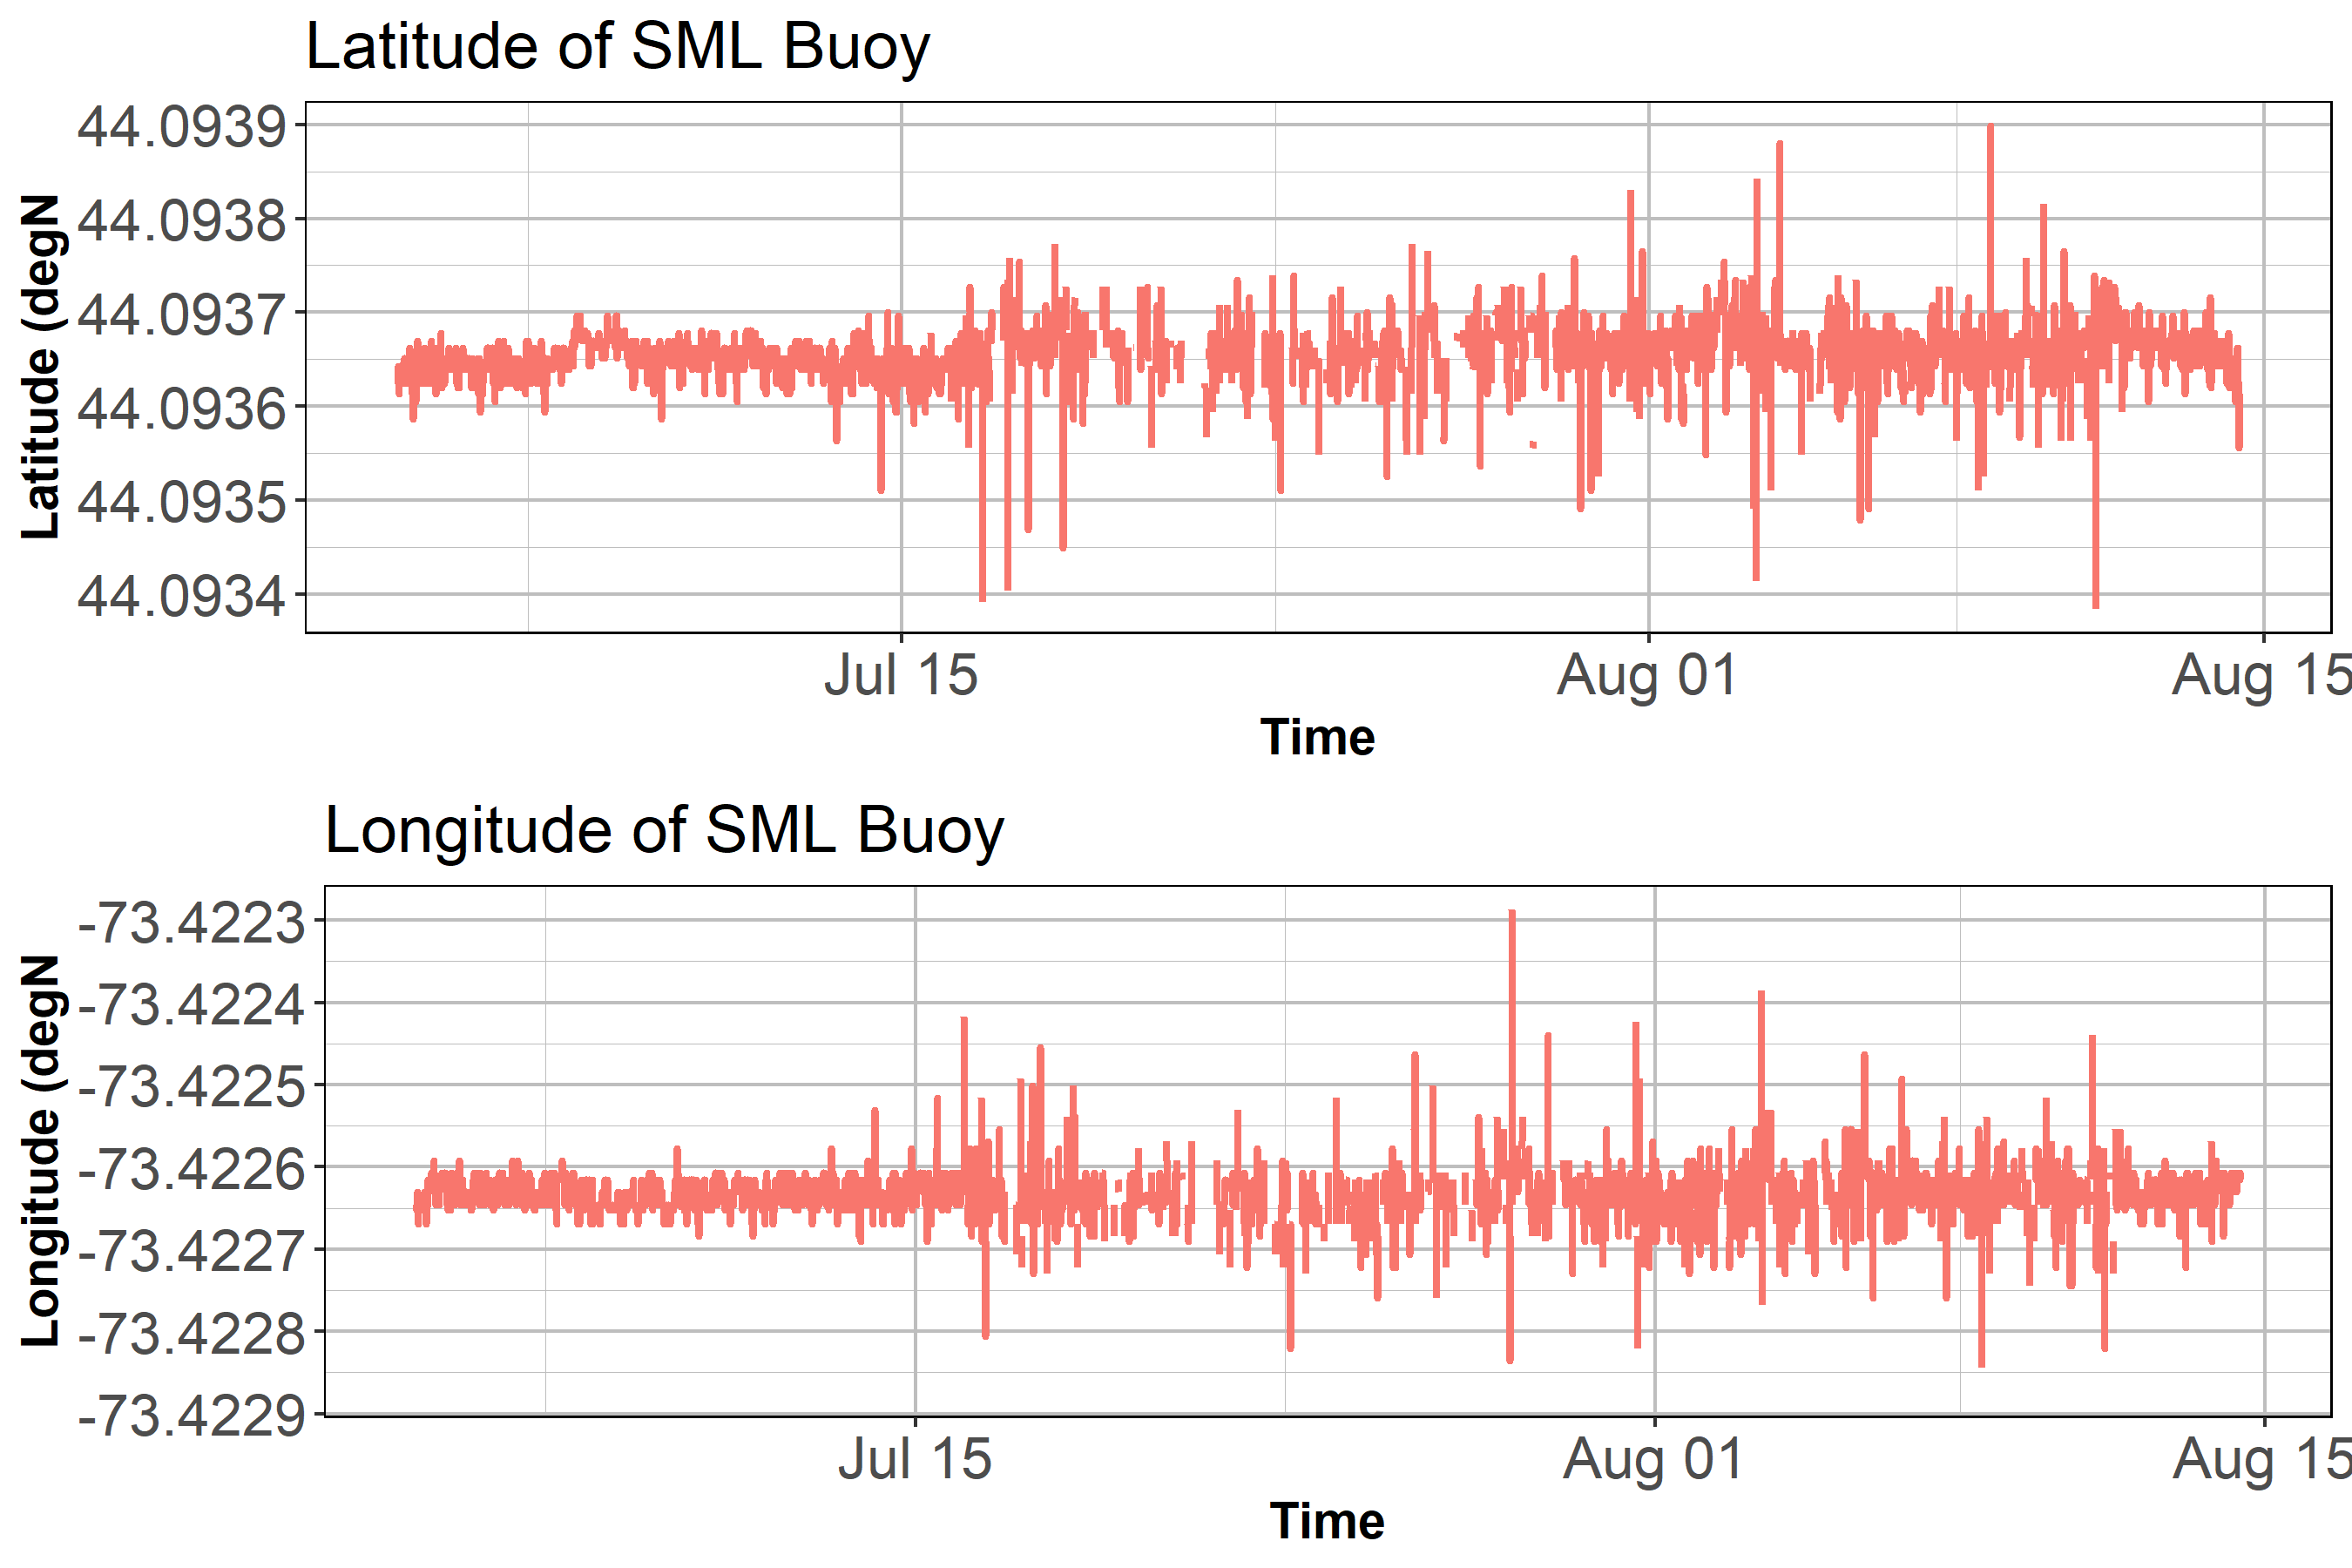 Latitude of SML Buoy
44.0939
44.0938
44.0937
44.0936
44.0935
44.0934
Latitude (degN
Jul 15
Aug 01
Aug 15
Time
Longitude of SML Buoy
-73.4223
-73.4224
-73.4225
-73.4226
-73.4227
-73.4228
-73.4229
Longitude (degN
Jul 15
Aug 01
Aug 15
Time